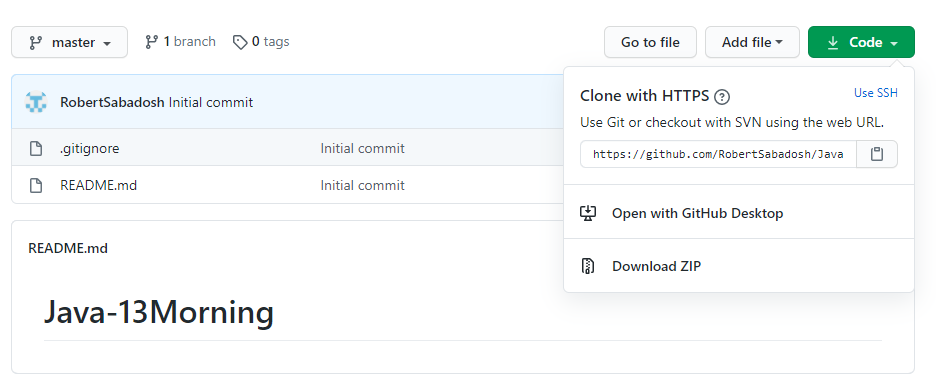 master 1 branch 0 tags Go to file Add file Code
RobertSabadosh Initial commit
.gitignore Initial commit
README.md Initial commit
Clone with HTTPS Use SSH
Use Git or checkout with SVN using the web URL.
https://github.com/RobertSabadosh/Java
Open with GitHub Desktop
Download ZIP
README.md
Java-13Morning